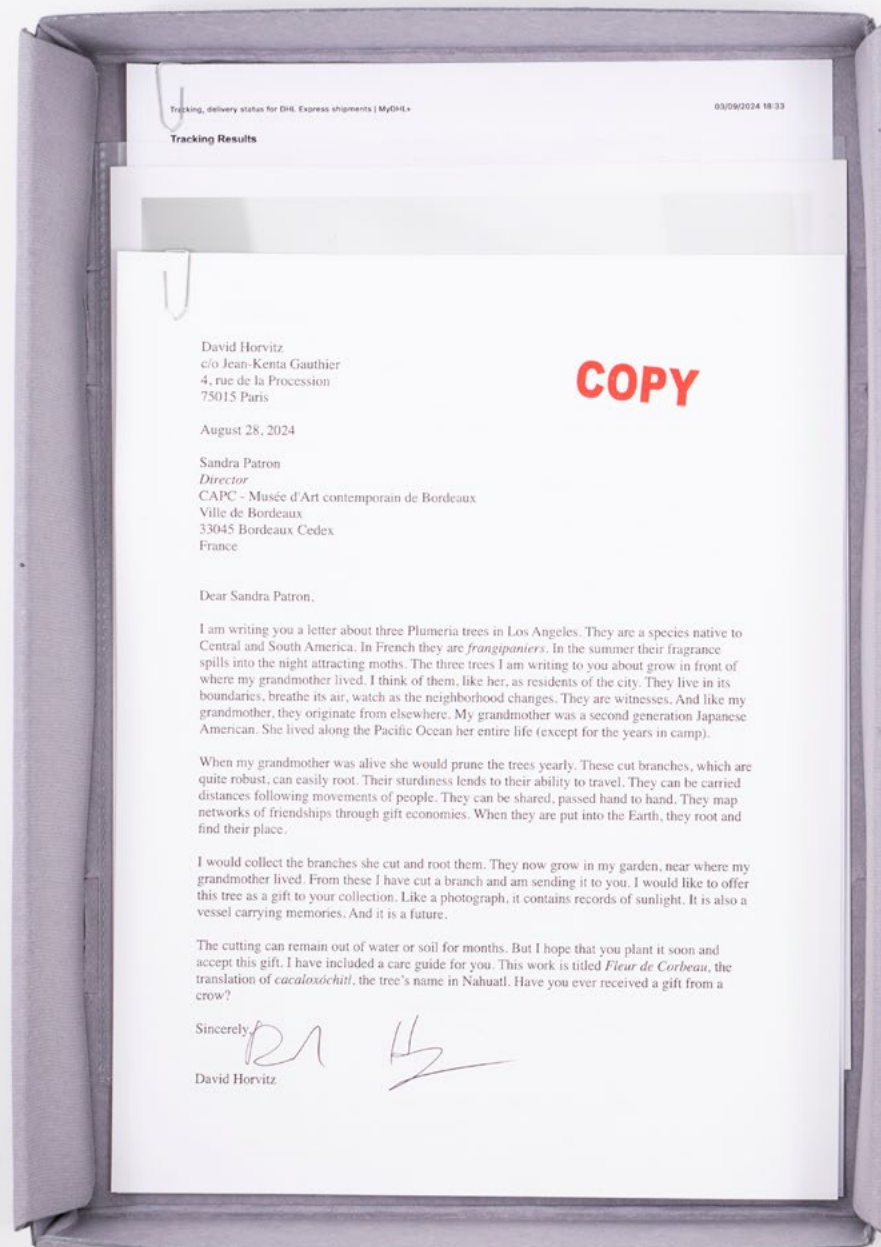 Tracking, delivery status for DHL Express shipments | MyDHL+
03/09/2024 18:33
Tracking Results
COPY
David Horvitz
c/o Jean-Kenta Gauthier
4, rue de la Procession
75015 Paris
August 28, 2024
Sandra Patron
Director
CAPC - Musée d'Art contemporain de Bordeaux
Ville de Bordeaux
33045 Bordeaux Cedex
France
Dear Sandra Patron,
I am writing you a letter about three Plumeria trees in Los Angeles. They are a species native to
Central and South America. In French they are frangipaniers. In the summer their fragrance
spills into the night attracting moths. The three trees I am writing to you about grow in front of
where my grandmother lived. I think of them, like her, as residents of the city. They live in its
boundaries, breathe its air, watch as the neighborhood changes. They are witnesses. And like my
grandmother, they originate from elsewhere. My grandmother was a second generation Japanese
American. She lived along the Pacific Ocean her entire life (except for the years in camp).
When my grandmother was alive she would prune the trees yearly. These cut branches, which are
quite robust, can easily root. Their sturdiness lends to their ability to travel. They can be carried
distances following movements of people. They can be shared, passed hand to hand. They map
networks of friendships through gift economies. When they are put into the Earth, they root and
find their place.
I would collect the branches she cut and root them. They now grow in my garden, near where my
grandmother lived. From these I have cut a branch and am sending it to you. I would like to offer
this tree as a gift to your collection. Like a photograph, it contains records of sunlight. It is also a
vessel carrying memories. And it is a future.
The cutting can remain out of water or soil for months. But I hope that you plant it soon and
accept this gift. I have included a care guide for you. This work is titled Fleur de Corbeau, the
translation of cacaloxóchitl, the tree's name in Nahuatl. Have you ever received a gift from a
crow?
Sincerely,
David Horvitz